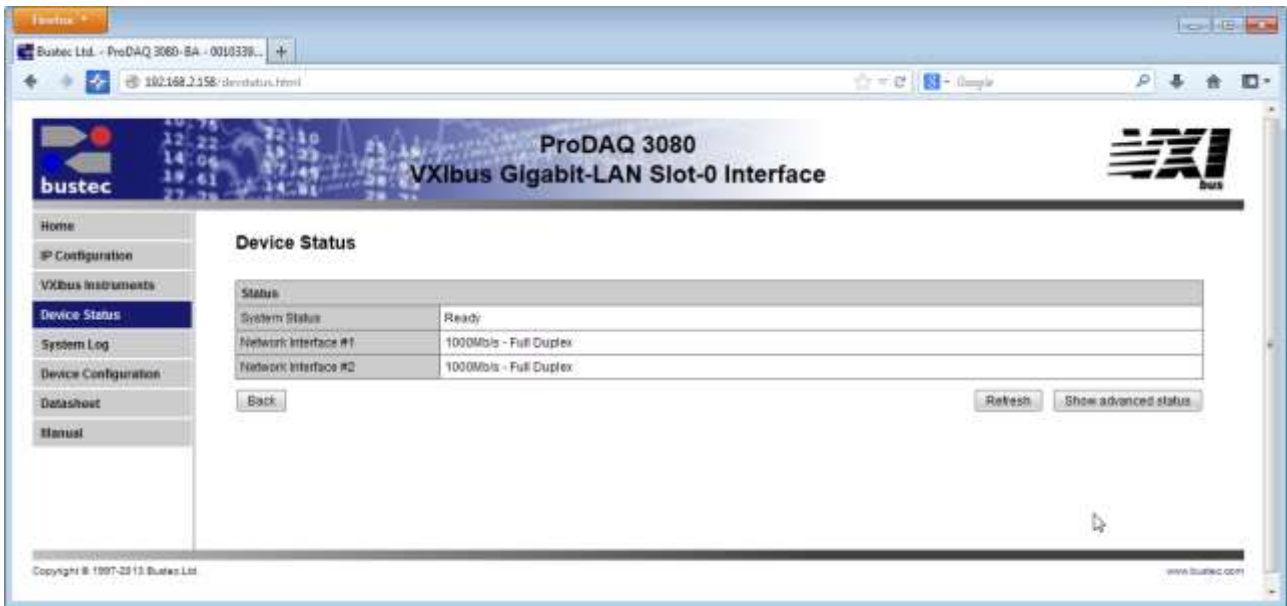 Firefox
Bustec Ltd. - ProDAQ 3080-BA - 0010339...
192.168.2.158/devstatus.html
Google
ProDAQ 3080
VXIbus Gigabit-LAN Slot-0 Interface
bustec
VXI
bus
Home
IP Configuration
VXIbus Instruments
Device Status
System Log
Device Configuration
Datasheet
Manual
Device Status
Status
System Status Ready
Network Interface #1 1000Mb/s - Full Duplex
Network Interface #2 1000Mb/s - Full Duplex
Back
Refresh
Show advanced status
Copyright © 1997-2013 Bustec Ltd.
www.bustec.com